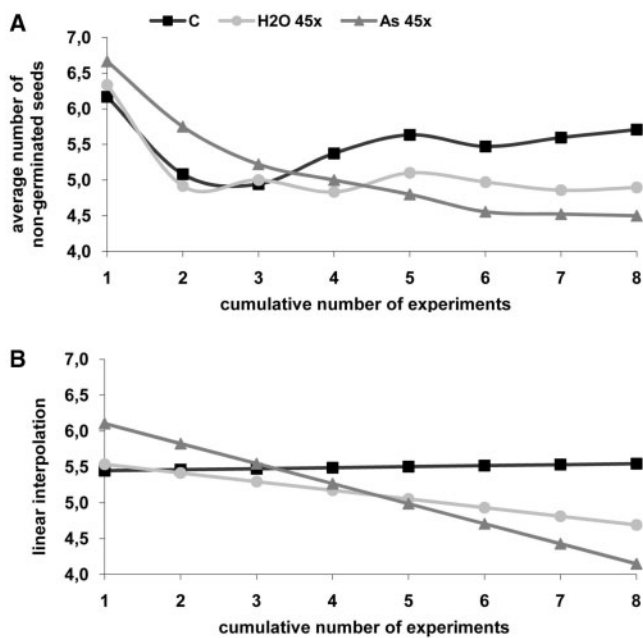 A
C H2O 45x As 45x
7,0
6,5
6,0
5,5
5,0
4,5
4,0
average number of
non-germinated seeds
1 2 3 4 5 6 7 8
cumulative number of experiments
B
7,0
6,5
6,0
5,5
5,0
4,5
4,0
linear interpolation
1 2 3 4 5 6 7 8
cumulative number of experiments